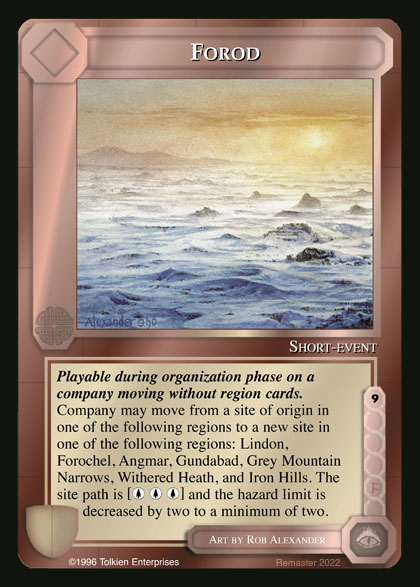 Forod
Alexander © 90
Short-event
Playable during organization phase on a
company moving without region cards.
Company may move from a site of origin in
one of the following regions to a new site in
one of the following regions: Lindon,
Forochel, Angmar, Gundabad, Grey Mountain
Narrows, Withered Heath, and Iron Hills. The
site path is [ ] and the hazard limit is
decreased by two to a minimum of two.
9
F
Art by Rob Alexander
©1996 Tolkien Enterprises
Remaster 2022